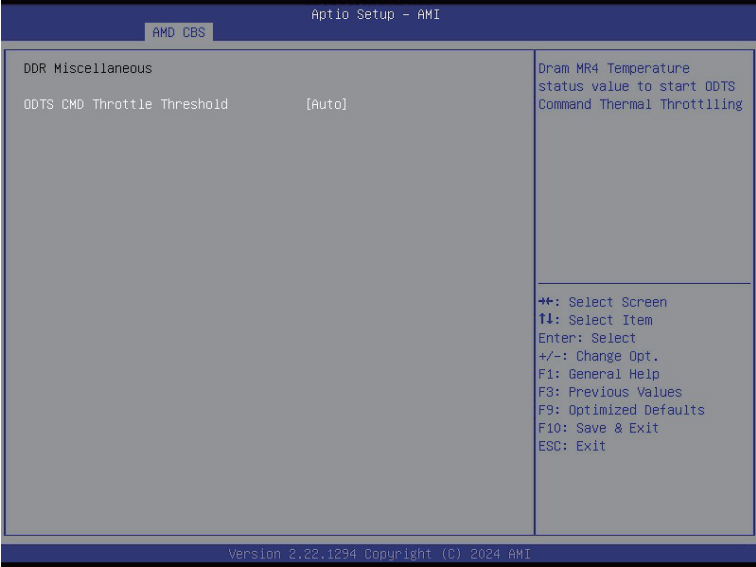 Aptio Setup – AMI
AMD CBS
DDR Miscellaneous
ODTS CMD Throttle Threshold [Auto]
Dram MR4 Temperature
status value to start ODTS
Command Thermal Throttlling
→←: Select Screen
↑↓: Select Item
Enter: Select
+/-: Change Opt.
F1: General Help
F3: Previous Values
F9: Optimized Defaults
F10: Save & Exit
ESC: Exit
Version 2.22.1294 Copyright (C) 2024 AMI